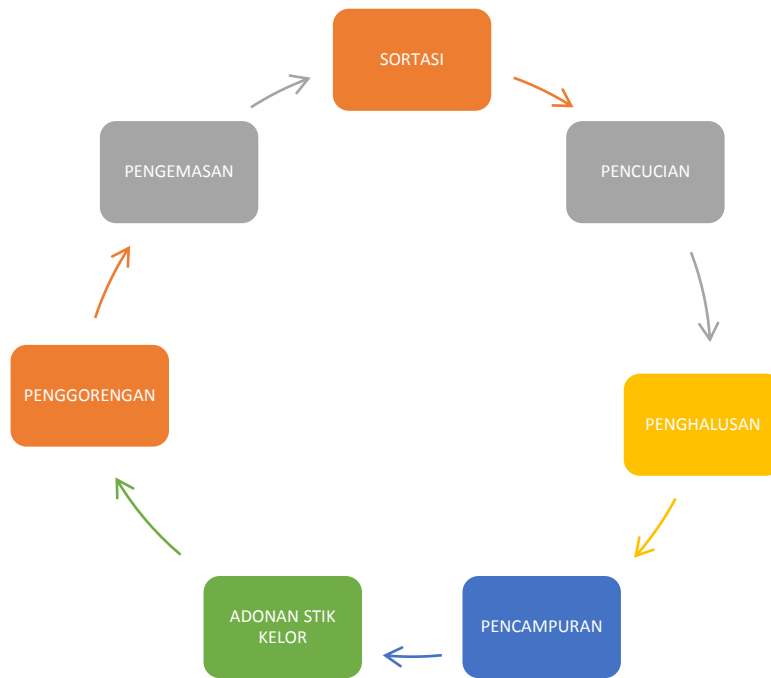 SORTASI
PENCUCIAN
PENGHALUSAN
PENCAMPURAN
ADONAN STIK
KELOR
PENGGORENGAN
PENGEMASAN